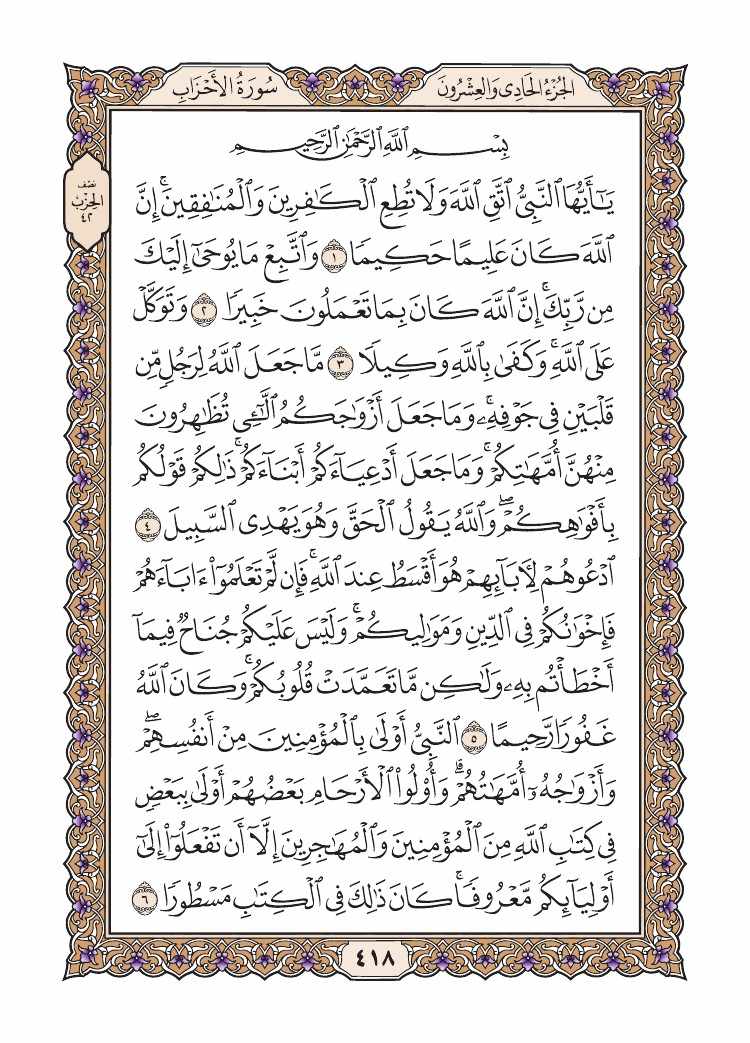 الجُزْءُ الحَادِى وَالعِشْرُونَ
سُورَةُ الأَحْزَابِ
نصف
الحِزْب
٤٢
بِسْمِ ٱللَّهِ ٱلرَّحْمَٰنِ ٱلرَّحِيمِ
يَٰٓأَيُّهَا ٱلنَّبِىُّ ٱتَّقِ ٱللَّهَ وَلَا تُطِعِ ٱلْكَٰفِرِينَ وَٱلْمُنَٰفِقِينَ ۗ إِنَّ
ٱللَّهَ كَانَ عَلِيمًا حَكِيمًا ١ وَٱتَّبِعْ مَا يُوحَىٰٓ إِلَيْكَ
مِن رَّبِّكَ ۚ إِنَّ ٱللَّهَ كَانَ بِمَا تَعْمَلُونَ خَبِيرًا ٢ وَتَوَكَّلْ
عَلَى ٱللَّهِ ۚ وَكَفَىٰ بِٱللَّهِ وَكِيلًا ٣ مَّا جَعَلَ ٱللَّهُ لِرَجُلٍ مِّن
قَلْبَيْنِ فِى جَوْفِهِۦ ۚ وَمَا جَعَلَ أَزْوَٰجَكُمُ ٱلَّٰٓـِٔى تُظَٰهِرُونَ
مِنْهُنَّ أُمَّهَٰتِكُمْ ۚ وَمَا جَعَلَ أَدْعِيَآءَكُمْ أَبْنَآءَكُمْ ۚ ذَٰلِكُمْ قَوْلُكُم
بِأَفْوَٰهِكُمْ ۖ وَٱللَّهُ يَقُولُ ٱلْحَقَّ وَهُوَ يَهْدِى ٱلسَّبِيلَ ٤
ٱدْعُوهُمْ لِءَابَآئِهِمْ هُوَ أَقْسَطُ عِندَ ٱللَّهِ ۚ فَإِن لَّمْ تَعْلَمُوٓا۟ ءَابَآءَهُمْ
فَإِخْوَٰنُكُمْ فِى ٱلدِّينِ وَمَوَٰلِيكُمْ ۚ وَلَيْسَ عَلَيْكُمْ جُنَاحٌ فِيمَآ
أَخْطَأْتُم بِهِۦ وَلَٰكِن مَّا تَعَمَّدَتْ قُلُوبُكُمْ ۚ وَكَانَ ٱللَّهُ
غَفُورًا رَّحِيمًا ٥ ٱلنَّبِىُّ أَوْلَىٰ بِٱلْمُؤْمِنِينَ مِنْ أَنفُسِهِمْ ۖ
وَأَزْوَٰجُهُۥٓ أُمَّهَٰتُهُمْ ۗ وَأُو۟لُوا۟ ٱلْأَرْحَامِ بَعْضُهُمْ أَوْلَىٰ بِبَعْضٍ
فِى كِتَٰبِ ٱللَّهِ مِنَ ٱلْمُؤْمِنِينَ وَٱلْمُهَٰجِرِينَ إِلَّآ أَن تَفْعَلُوٓا۟ إِلَىٰٓ
أَوْلِيَآئِكُم مَّعْرُوفًا ۚ كَانَ ذَٰلِكَ فِى ٱلْكِتَٰبِ مَسْطُورًا ٦
٤١٨